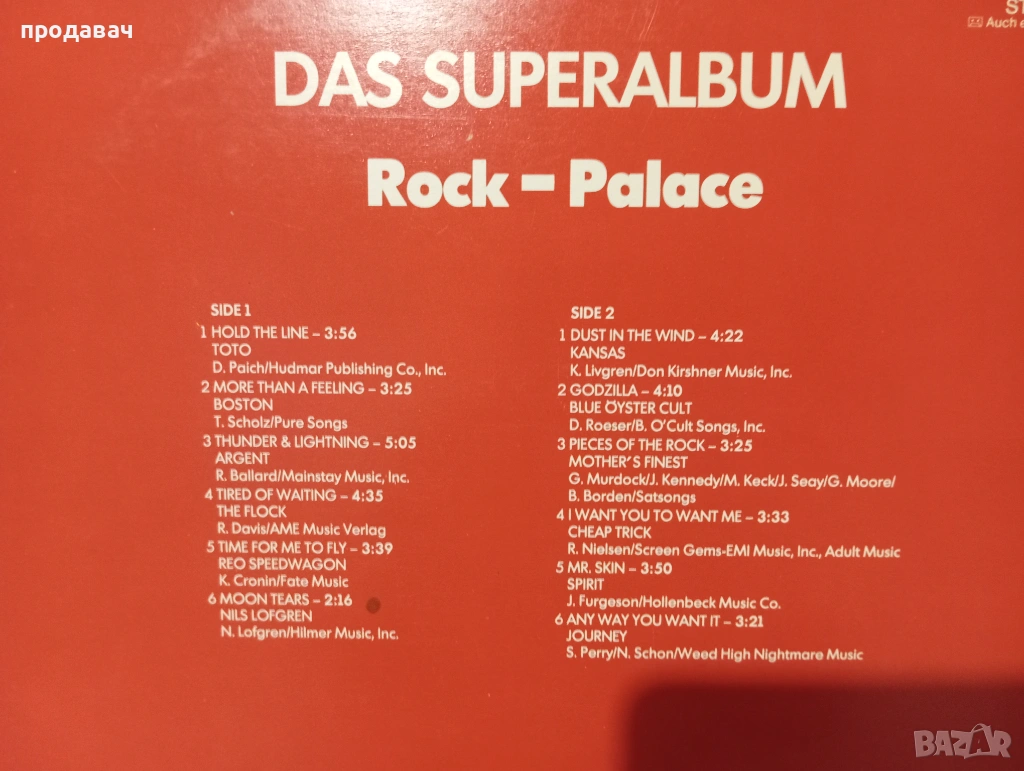 продавач
ST
Auch e
DAS SUPERALBUM
Rock – Palace
SIDE 1
1 HOLD THE LINE – 3:56
TOTO
D. Paich/Hudmar Publishing Co., Inc.
2 MORE THAN A FEELING – 3:25
BOSTON
T. Scholz/Pure Songs
3 THUNDER & LIGHTNING – 5:05
ARGENT
R. Ballard/Mainstay Music, Inc.
4 TIRED OF WAITING – 4:35
THE FLOCK
R. Davis/AME Music Verlag
5 TIME FOR ME TO FLY – 3:39
REO SPEEDWAGON
K. Cronin/Fate Music
6 MOON TEARS – 2:16
NILS LOFGREN
N. Lofgren/Hilmer Music, Inc.
SIDE 2
1 DUST IN THE WIND – 4:22
KANSAS
K. Livgren/Don Kirshner Music, Inc.
2 GODZILLA – 4:10
BLUE ÖYSTER CULT
D. Roeser/B. O'Cult Songs, Inc.
3 PIECES OF THE ROCK – 3:25
MOTHER'S FINEST
G. Murdock/J. Kennedy/M. Keck/J. Seay/G. Moore/
B. Borden/Satsongs
4 I WANT YOU TO WANT ME – 3:33
CHEAP TRICK
R. Nielsen/Screen Gems-EMI Music, Inc., Adult Music
5 MR. SKIN – 3:50
SPIRIT
J. Furgeson/Hollenbeck Music Co.
6 ANY WAY YOU WANT IT – 3:21
JOURNEY
S. Perry/N. Schon/Weed High Nightmare Music
BAZAR